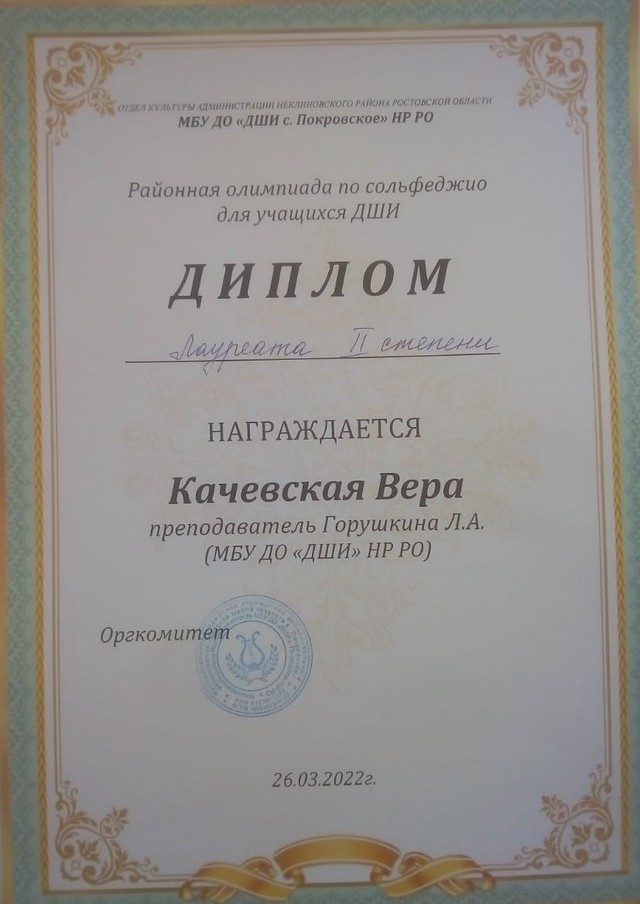 ОТДЕЛ КУЛЬТУРЫ АДМИНИСТРАЦИИ НЕКЛИНОВСКОГО РАЙОНА РОСТОВСКОЙ ОБЛАСТИ
МБУ ДО «ДШИ с. Покровское» НР РО
Районная олимпиада по сольфеджио
для учащихся ДШИ
ДИПЛОМ
Лауреата II степени
НАГРАЖДАЕТСЯ
Качевская Вера
преподаватель Горушкина Л.А.
(МБУ ДО «ДШИ» НР РО)
Оргкомитет
26.03.2022г.